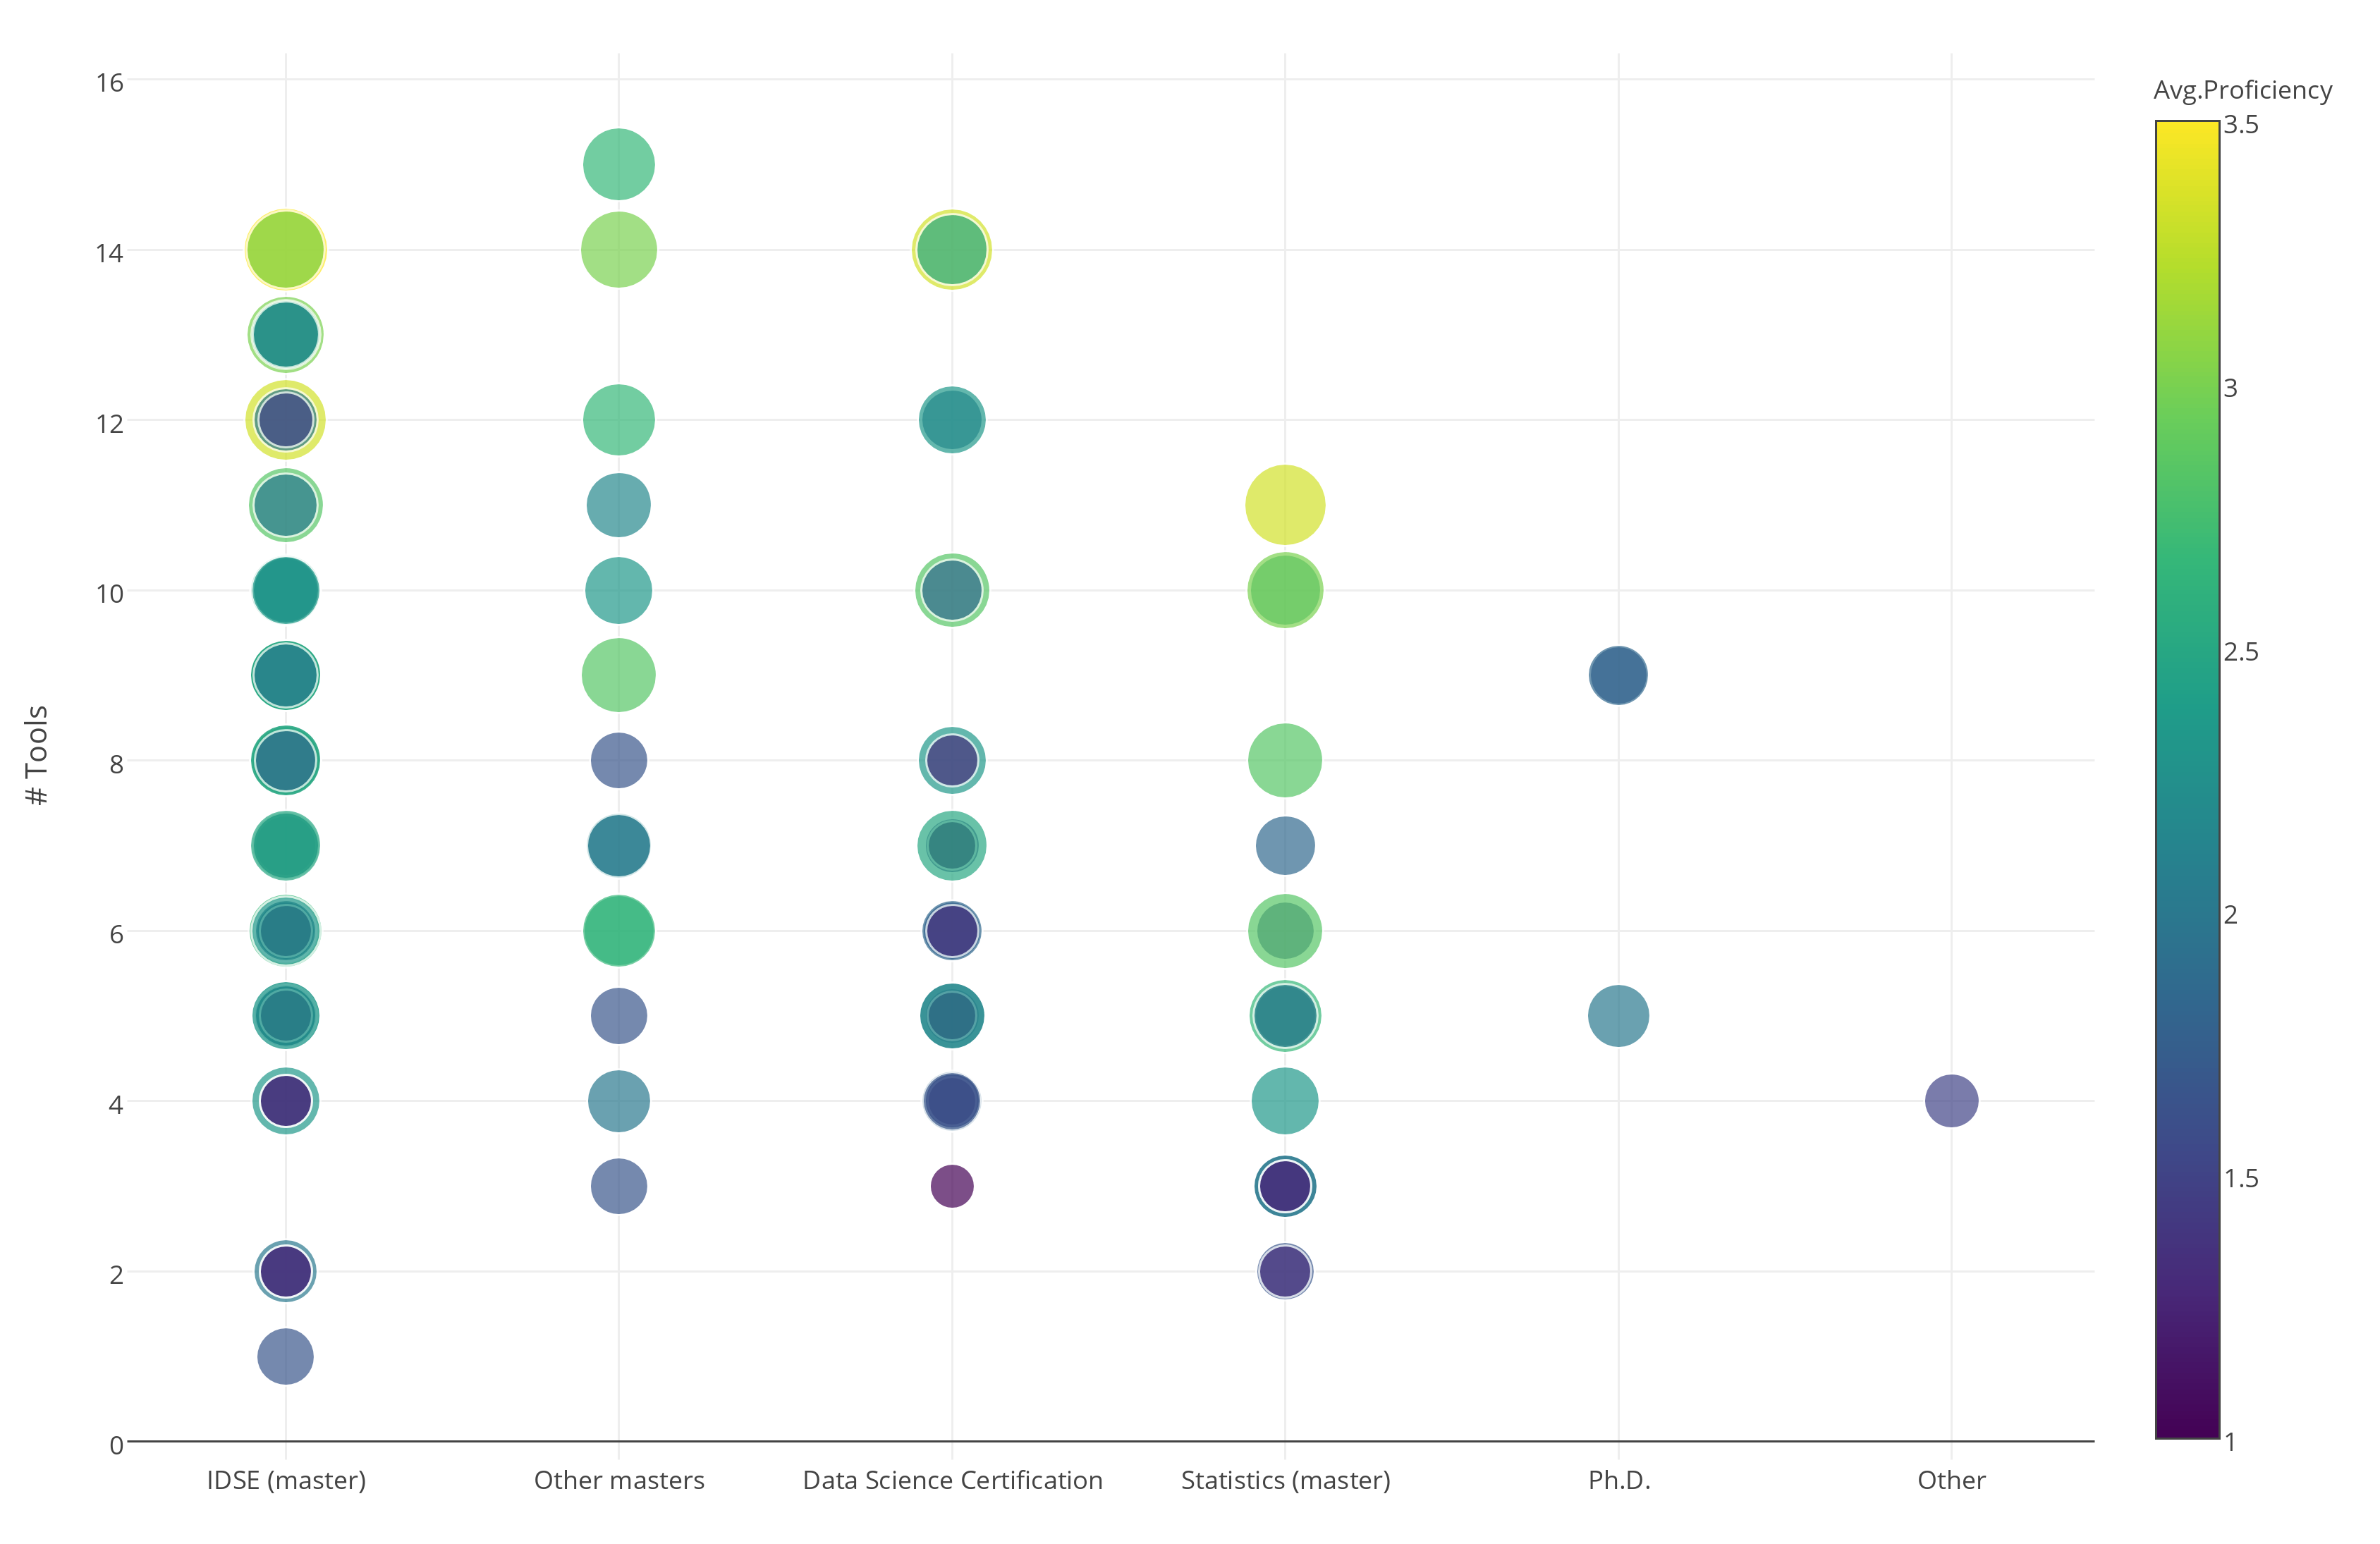 16
14
12
10
8
6
4
2
0
# Tools
IDSE (master)
Other masters
Data Science Certification
Statistics (master)
Ph.D.
Other
Avg.Proficiency
3.5
3
2.5
2
1.5
1